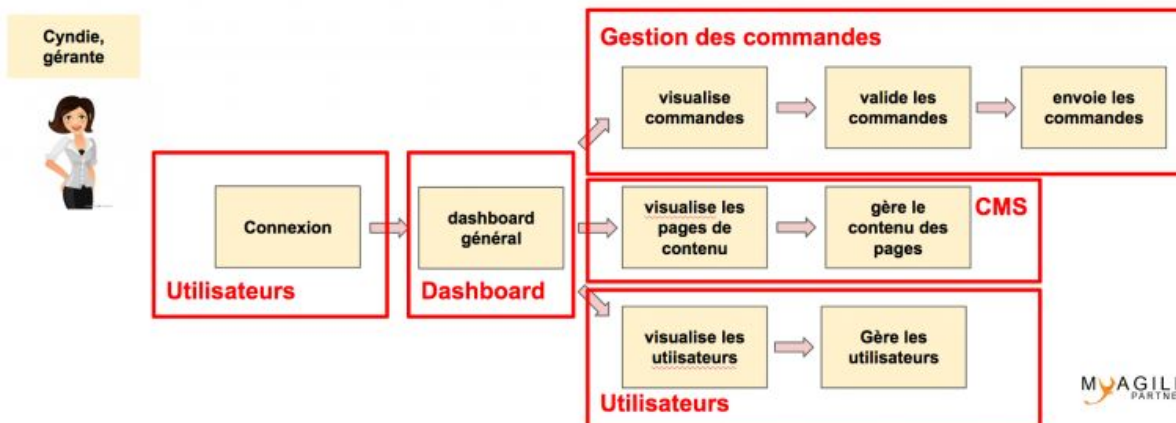 Cyndie,
gérante
Gestion des commandes
visualise
commandes
valide les
commandes
envoie les
commandes
Connexion
Utilisateurs
dashboard
général
Dashboard
visualise les
pages de
contenu
gère le
contenu des
pages
CMS
visualise les
utiisateurs
Gère les
utilisateurs
Utilisateurs